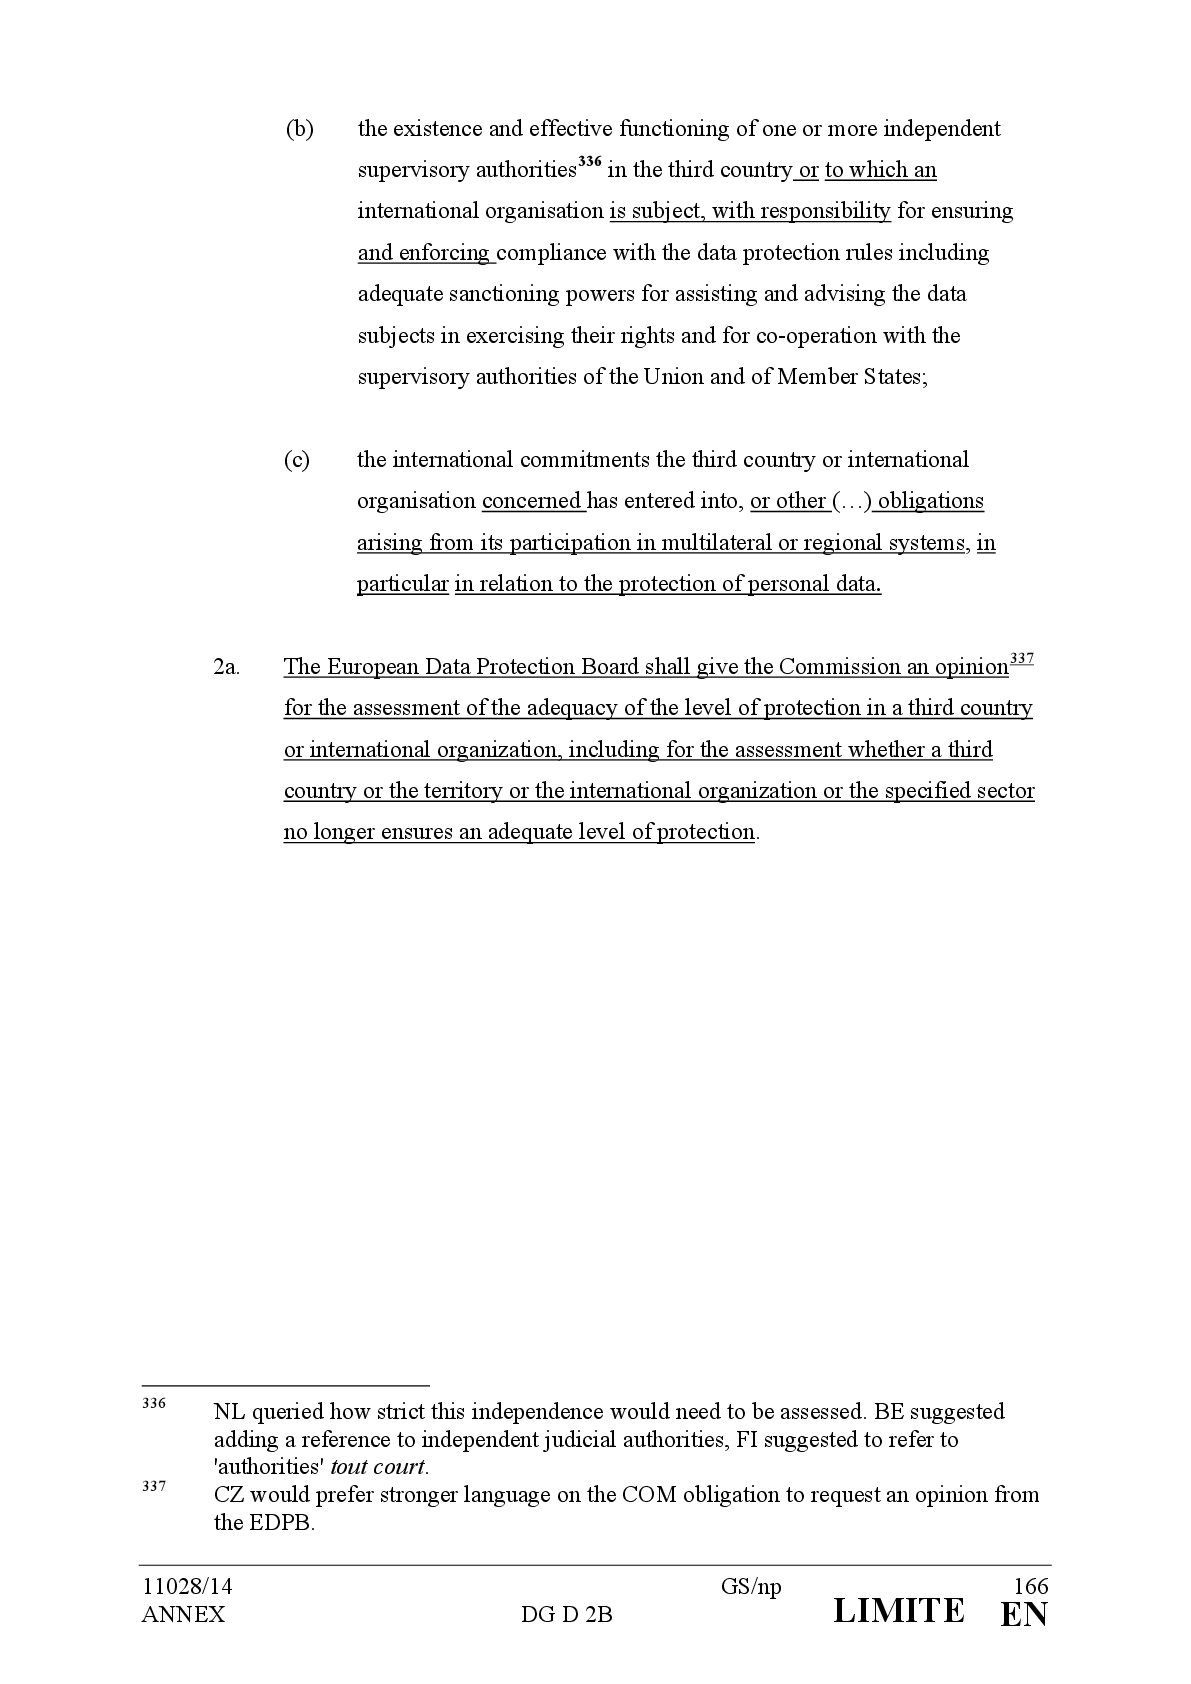 (b) the existence and effective functioning of one or more independent
supervisory authorities336 in the third country or to which an
international organisation is subject, with responsibility for ensuring
and enforcing compliance with the data protection rules including
adequate sanctioning powers for assisting and advising the data
subjects in exercising their rights and for co-operation with the
supervisory authorities of the Union and of Member States;
(c) the international commitments the third country or international
organisation concerned has entered into, or other (…) obligations
arising from its participation in multilateral or regional systems, in
particular in relation to the protection of personal data.
2a. The European Data Protection Board shall give the Commission an opinion337
for the assessment of the adequacy of the level of protection in a third country
or international organization, including for the assessment whether a third
country or the territory or the international organization or the specified sector
no longer ensures an adequate level of protection.
336 NL queried how strict this independence would need to be assessed. BE suggested
adding a reference to independent judicial authorities, FI suggested to refer to
'authorities' tout court.
337 CZ would prefer stronger language on the COM obligation to request an opinion from
the EDPB.
11028/14 GS/np 166
ANNEX DG D 2B LIMITE EN